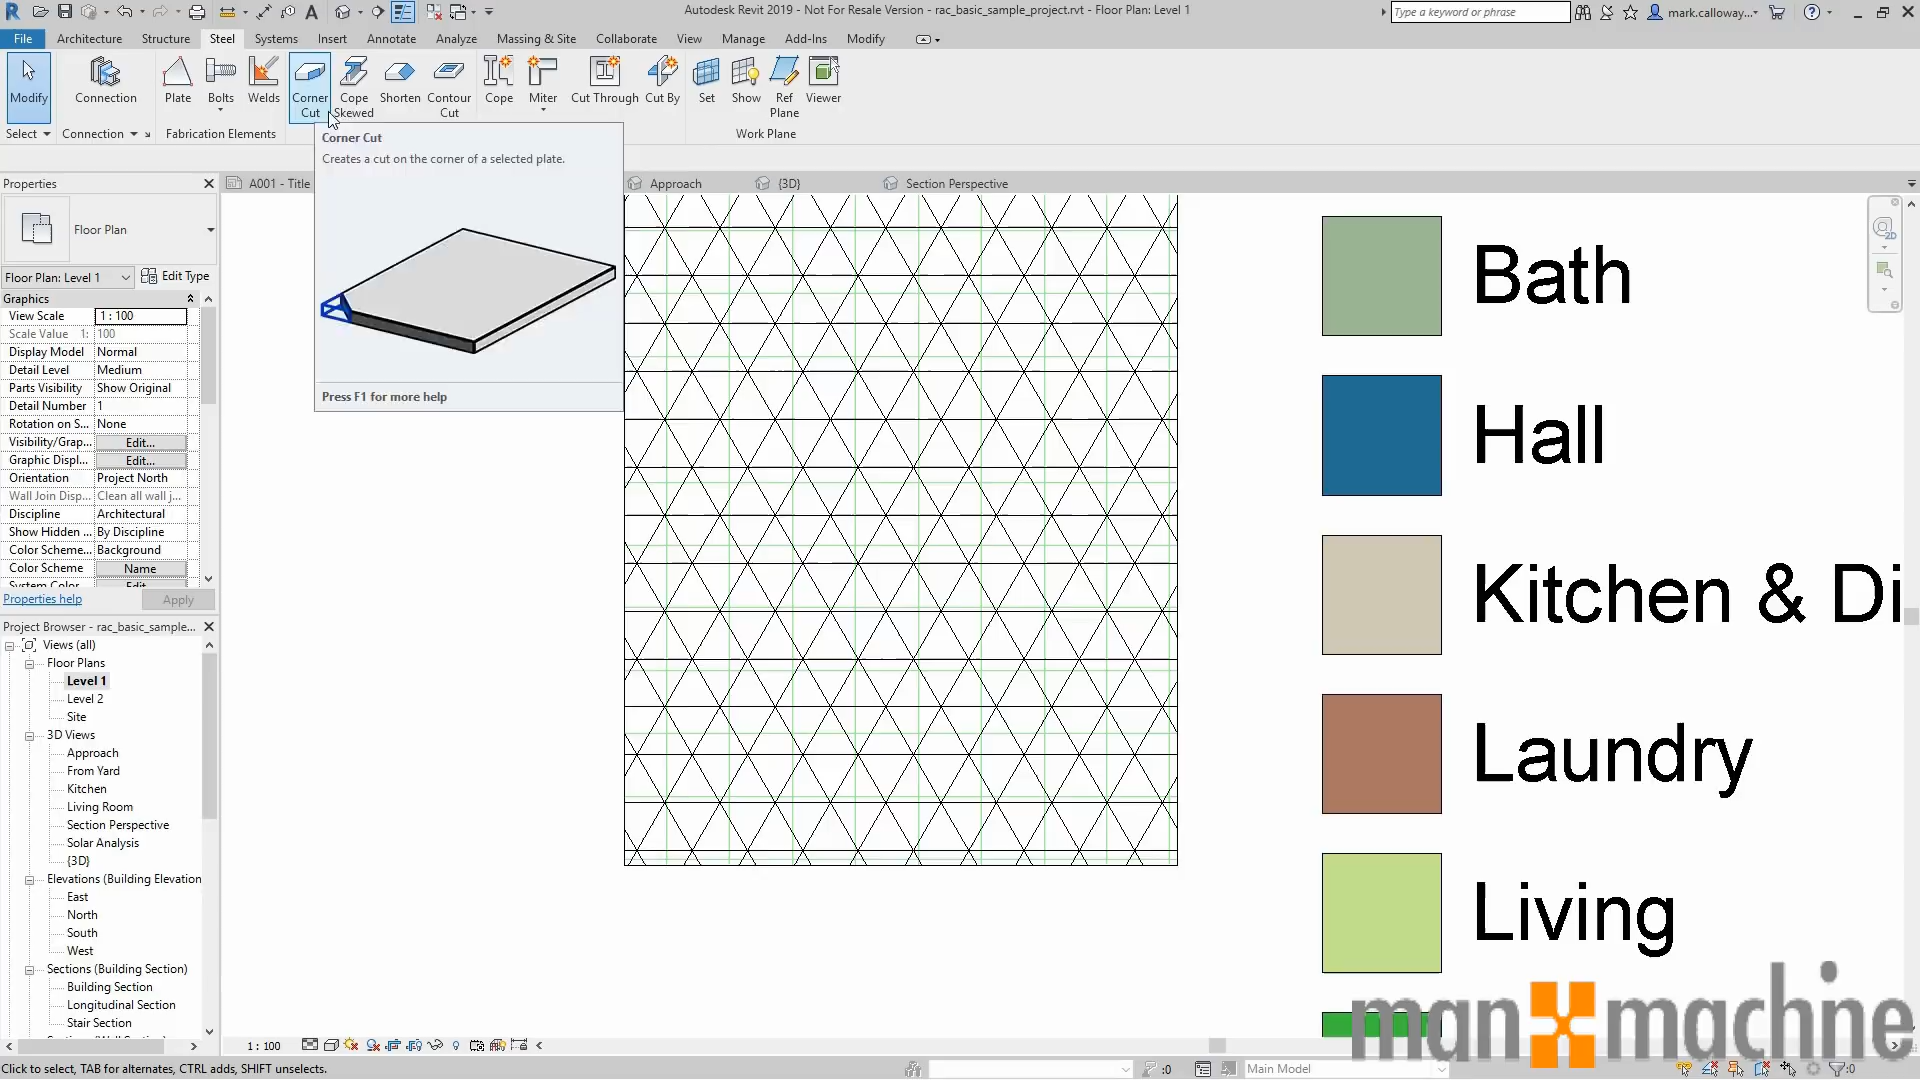 Autodesk Revit 2019 - Not For Resale Version - rac_basic_sample_project.rvt - Floor Plan: Level 1
Type a keyword or phrase
mark.calloway...
File Architecture Structure Steel Systems Insert Annotate Analyze Massing & Site Collaborate View Manage Add-Ins Modify
Modify Connection Plate Bolts Welds Corner Cut Cope Skewed Shorten Contour Cut Cope Miter Cut Through Cut By Set Show Ref Plane Viewer
Select Connection Fabrication Elements Work Plane
Corner Cut
Creates a cut on the corner of a selected plate.
Press F1 for more help
Properties
A001 - Title
Approach
{3D}
Section Perspective
Floor Plan
Floor Plan: Level 1
Edit Type
Graphics
View Scale 1 : 100
Scale Value 1: 100
Display Model Normal
Detail Level Medium
Parts Visibility Show Original
Detail Number 1
Rotation on S... None
Visibility/Grap... Edit...
Graphic Displ... Edit...
Orientation Project North
Wall Join Disp... Clean all wall j...
Discipline Architectural
Show Hidden ... By Discipline
Color Scheme... Background
Color Scheme Name
System Color Edit
Properties help
Apply
Project Browser - rac_basic_sample...
Views (all)
Floor Plans
Level 1
Level 2
Site
3D Views
Approach
From Yard
Kitchen
Living Room
Section Perspective
Solar Analysis
{3D}
Elevations (Building Elevation
East
North
South
West
Sections (Building Section)
Building Section
Longitudinal Section
Stair Section
Bath
Hall
Kitchen & Di
Laundry
Living
2D
man machine
1 : 100
Click to select, TAB for alternates, CTRL adds, SHIFT unselects.
:0
Main Model
:0